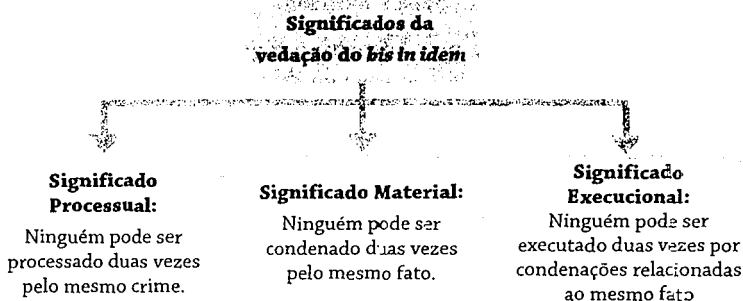 Significados da
vedação do bis in idem
Significado
Processual:
Ninguém pode ser
processado duas vezes
pelo mesmo crime.
Significado Material:
Ninguém pode ser
condenado duas vezes
pelo mesmo fato.
Significado
Execucional:
Ninguém pode ser
executado duas vezes por
condenações relacionadas
ao mesmo fato